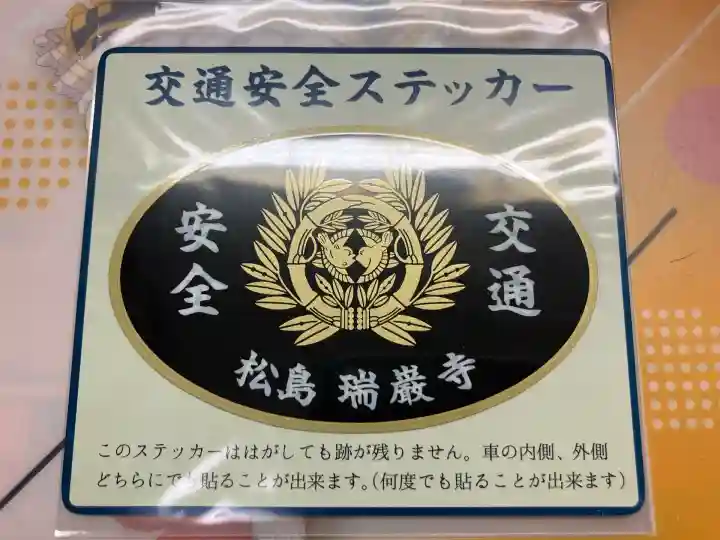 交通安全ステッカー
交通
安全
松島 瑞巌寺
このステッカーははがしても跡が残りません。車の内側、外側
どちらにでも貼ることが出来ます。(何度でも貼ることが出来ます)